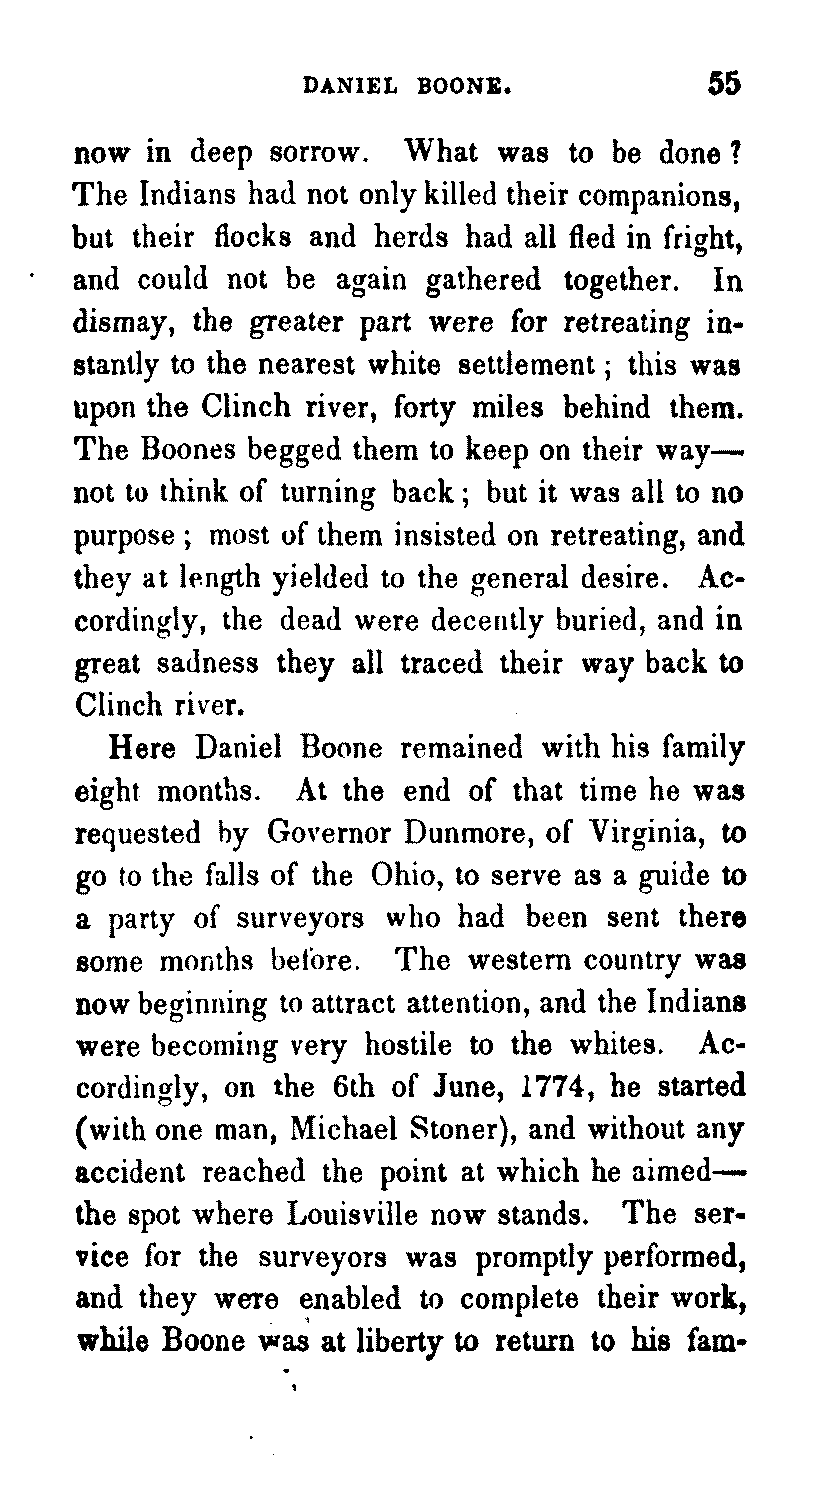 DANIEL BOONE. 55
now in deep sorrow. What was to be done?
The Indians had not only killed their companions,
but their flocks and herds had all fled in fright,
and could not be again gathered together. In
dismay, the greater part were for retreating in-
stantly to the nearest white settlement; this was
upon the Clinch river, forty miles behind them.
The Boones begged them to keep on their way—
not to think of turning back; but it was all to no
purpose; most of them insisted on retreating, and
they at length yielded to the general desire. Ac-
cordingly, the dead were decently buried, and in
great sadness they all traced their way back to
Clinch river.
Here Daniel Boone remained with his family
eight months. At the end of that time he was
requested by Governor Dunmore, of Virginia, to
go to the falls of the Ohio, to serve as a guide to
a party of surveyors who had been sent there
some months before. The western country was
now beginning to attract attention, and the Indians
were becoming very hostile to the whites. Ac-
cordingly, on the 6th of June, 1774, he started
(with one man, Michael Stoner), and without any
accident reached the point at which he aimed—
the spot where Louisville now stands. The ser-
vice for the surveyors was promptly performed,
and they were enabled to complete their work,
while Boone was at liberty to return to his fam-